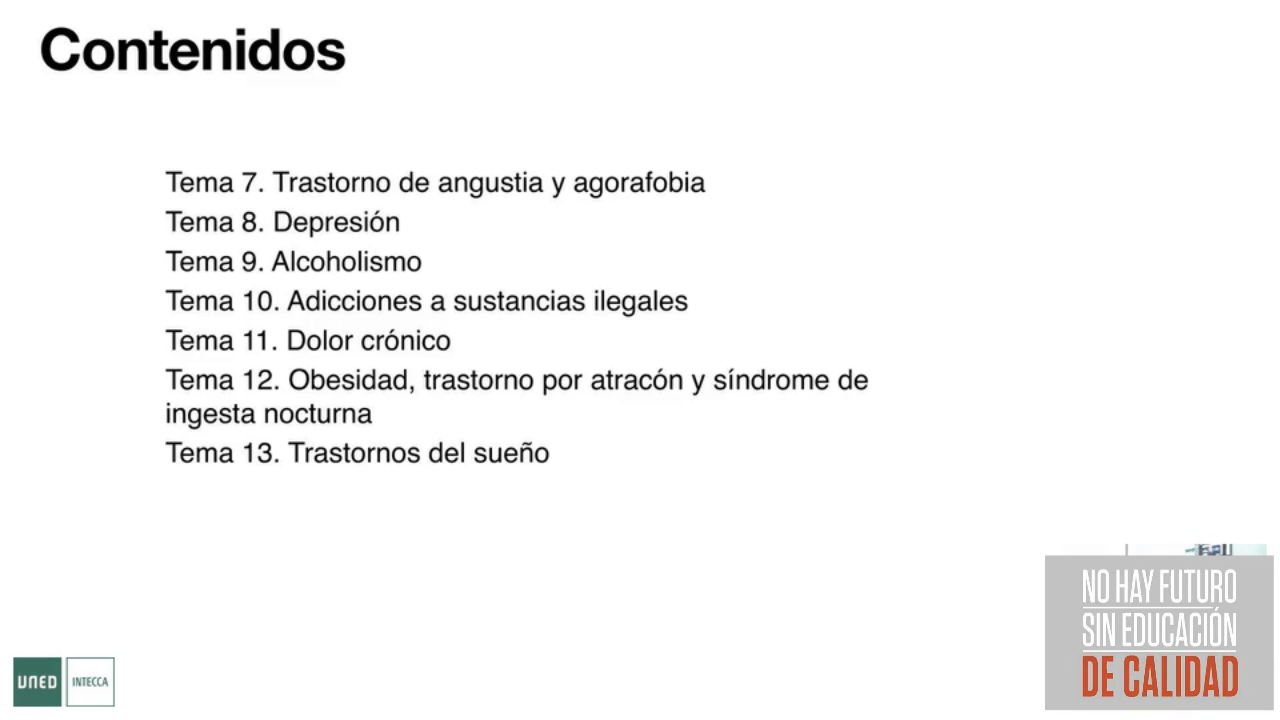 Contenidos
Tema 7. Trastorno de angustia y agorafobia
Tema 8. Depresión
Tema 9. Alcoholismo
Tema 10. Adicciones a sustancias ilegales
Tema 11. Dolor crónico
Tema 12. Obesidad, trastorno por atracón y síndrome de
ingesta nocturna
Tema 13. Trastornos del sueño
NO HAY FUTURO
SIN EDUCACIÓN
DE CALIDAD
UNED INTECCA